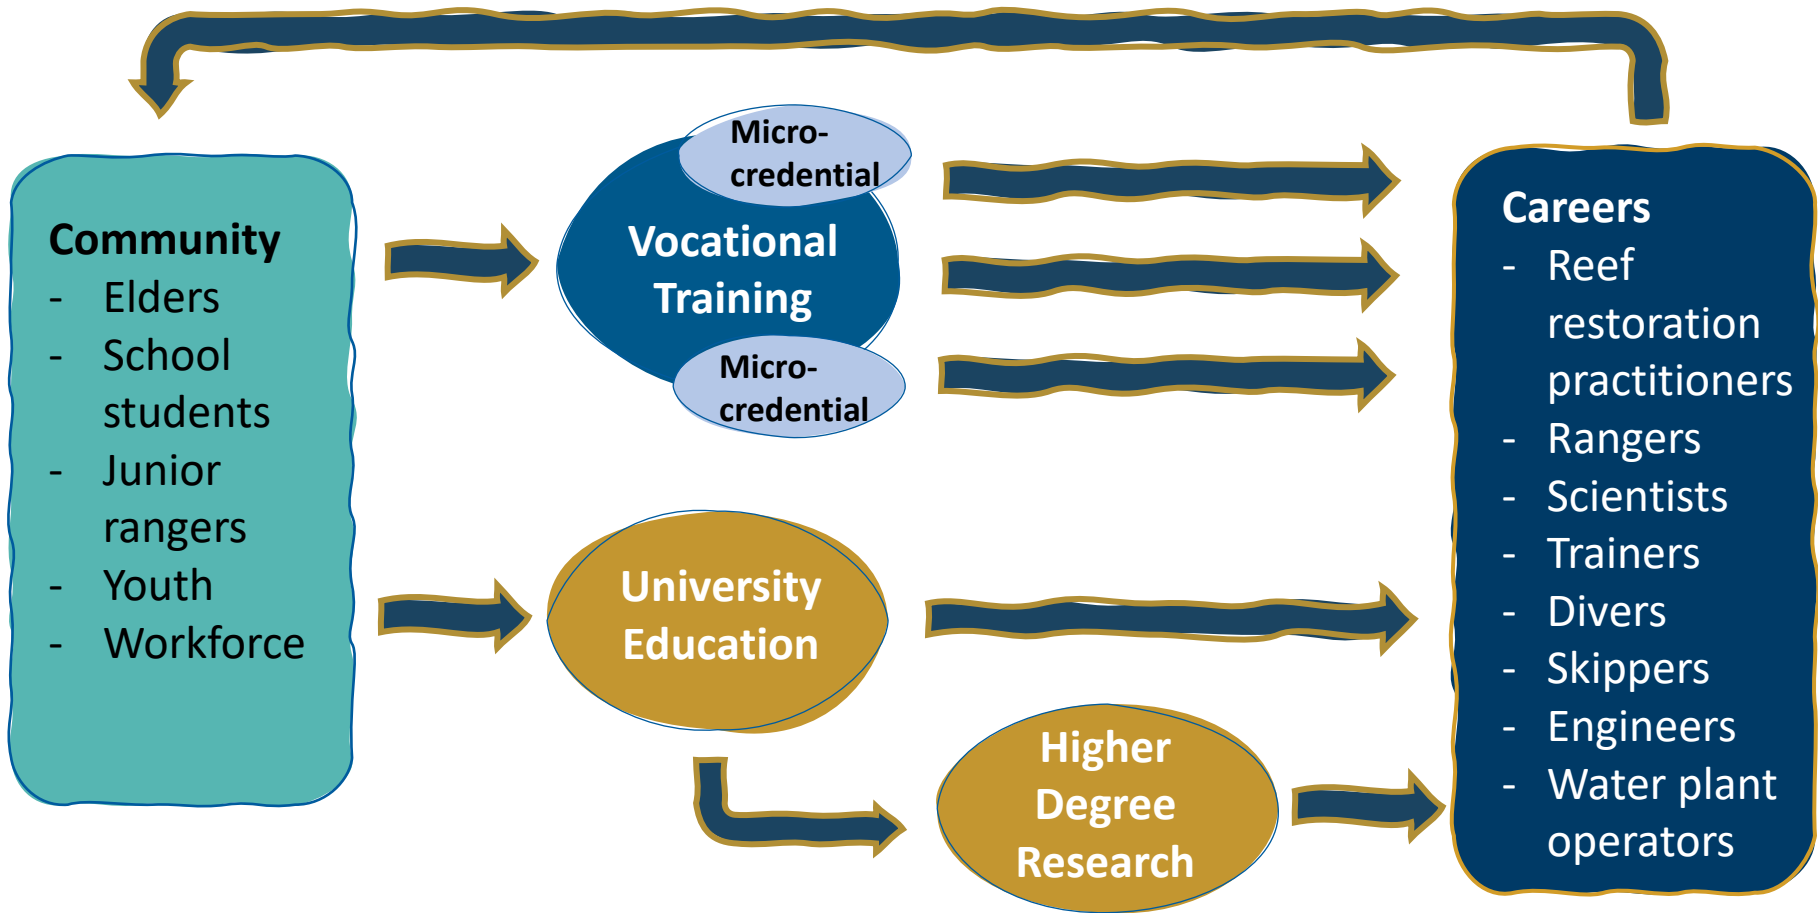 Community
- Elders
- School
students
- Junior
rangers
- Youth
- Workforce
Micro-
credential
Vocational
Training
Micro-
credential
University
Education
Higher
Degree
Research
Careers
- Reef
restoration
practitioners
- Rangers
- Scientists
- Trainers
- Divers
- Skippers
- Engineers
- Water plant
operators